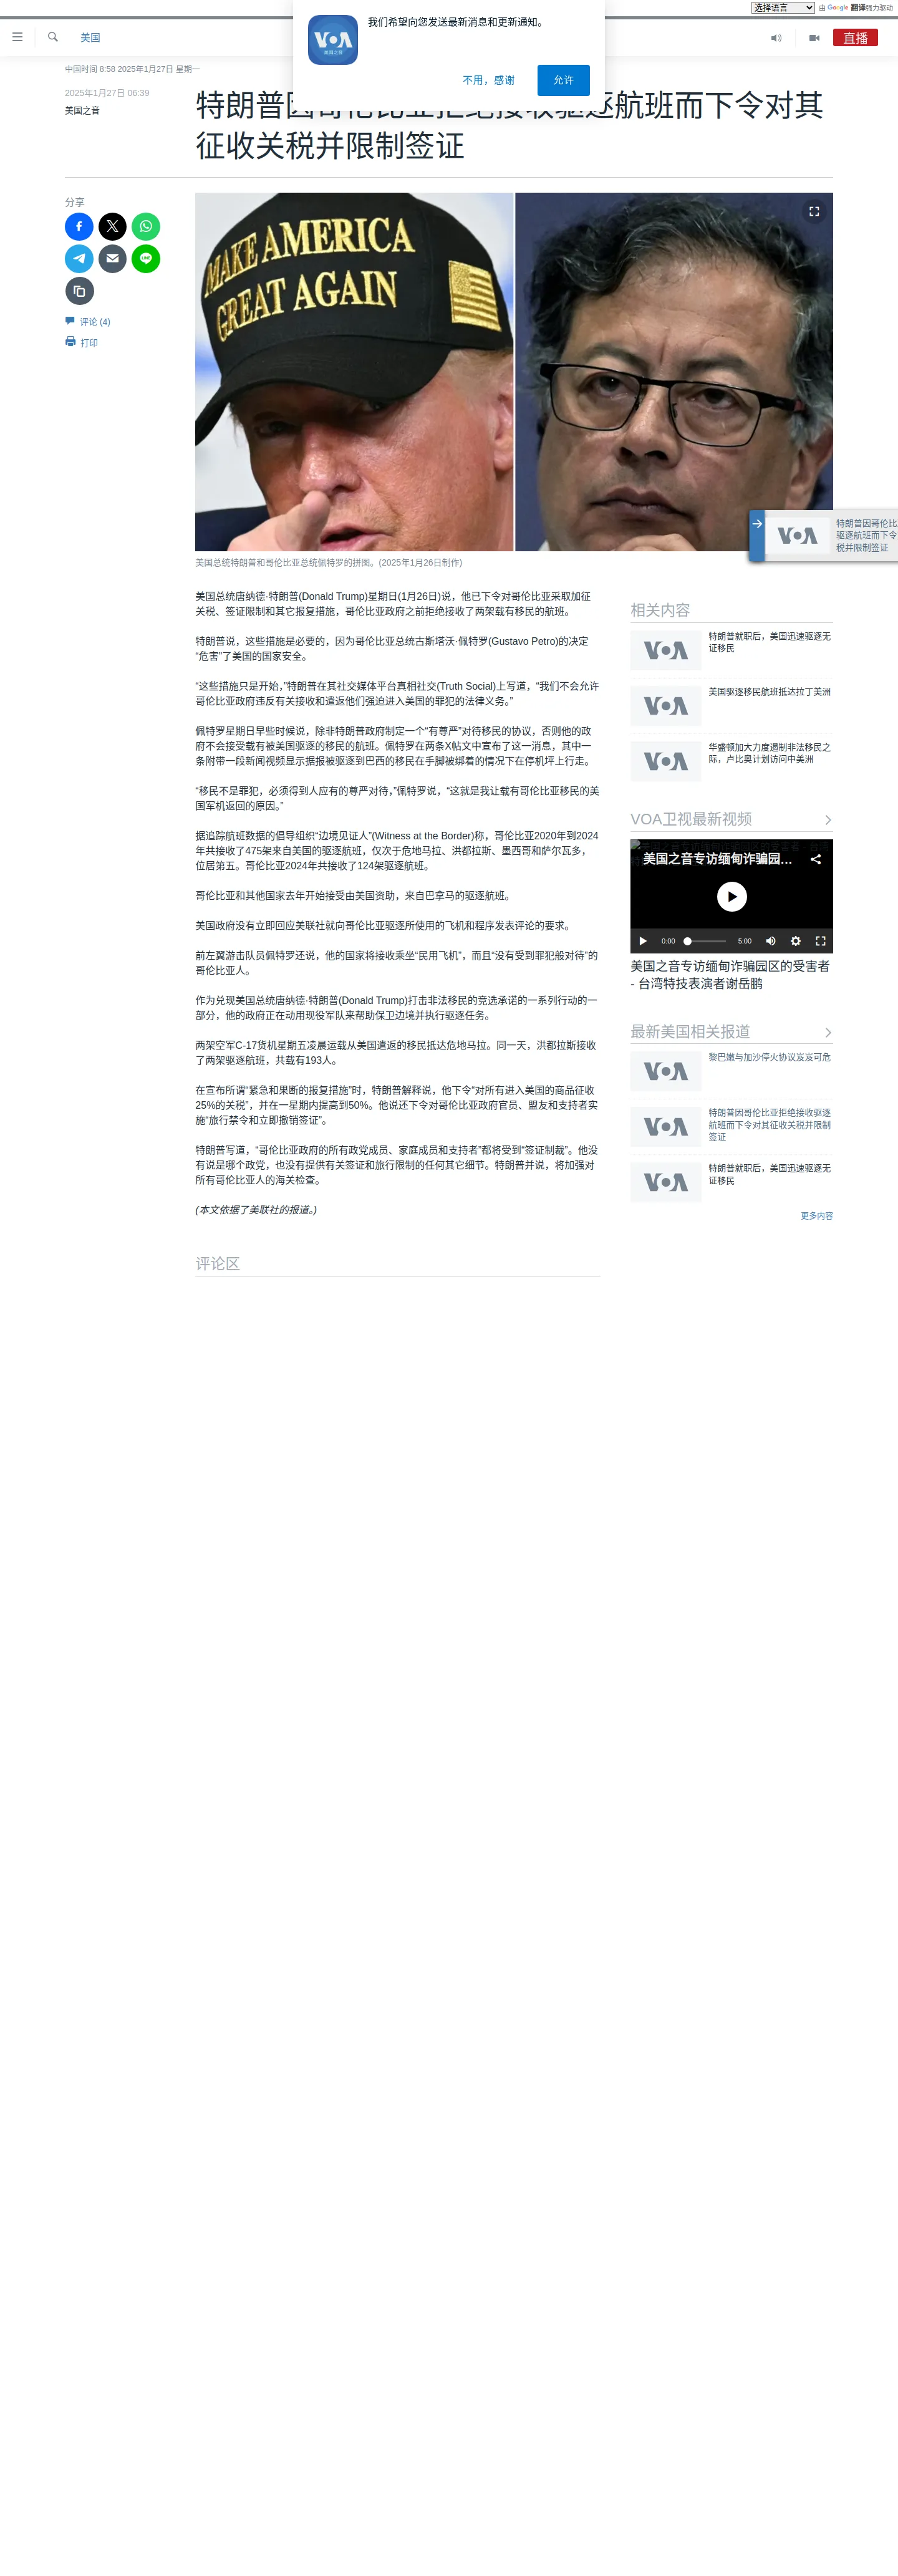 选择语言 由 Google 翻译强力驱动
我们希望向您发送最新消息和更新通知。
VOA
美国之音
不用，感谢
允许
美国
直播
中国时间 8:58 2025年1月27日 星期一
2025年1月27日 06:39
美国之音
特朗普因哥伦比亚拒绝接收驱逐航班而下令对其
征收关税并限制签证
分享
LINE
评论 (4)
打印
MAKE AMERICA
GREAT AGAIN
美国总统特朗普和哥伦比亚总统佩特罗的拼图。(2025年1月26日制作)
VOA
特朗普因哥伦比
驱逐航班而下令
税并限制签证
美国总统唐纳德·特朗普(Donald Trump)星期日(1月26日)说，他已下令对哥伦比亚采取加征
关税、签证限制和其它报复措施，哥伦比亚政府之前拒绝接收了两架载有移民的航班。
特朗普说，这些措施是必要的，因为哥伦比亚总统古斯塔沃·佩特罗(Gustavo Petro)的决定
“危害”了美国的国家安全。
“这些措施只是开始，”特朗普在其社交媒体平台真相社交(Truth Social)上写道，“我们不会允许
哥伦比亚政府违反有关接收和遣返他们强迫进入美国的罪犯的法律义务。”
佩特罗星期日早些时候说，除非特朗普政府制定一个“有尊严”对待移民的协议，否则他的政
府不会接受载有被美国驱逐的移民的航班。佩特罗在两条X帖文中宣布了这一消息，其中一
条附带一段新闻视频显示据报被驱逐到巴西的移民在手脚被绑着的情况下在停机坪上行走。
“移民不是罪犯，必须得到人应有的尊严对待，”佩特罗说，“这就是我让载有哥伦比亚移民的美
国军机返回的原因。”
据追踪航班数据的倡导组织“边境见证人”(Witness at the Border)称，哥伦比亚2020年到2024
年共接收了475架来自美国的驱逐航班，仅次于危地马拉、洪都拉斯、墨西哥和萨尔瓦多，
位居第五。哥伦比亚2024年共接收了124架驱逐航班。
哥伦比亚和其他国家去年开始接受由美国资助，来自巴拿马的驱逐航班。
美国政府没有立即回应美联社就向哥伦比亚驱逐所使用的飞机和程序发表评论的要求。
前左翼游击队员佩特罗还说，他的国家将接收乘坐“民用飞机”，而且“没有受到罪犯般对待”的
哥伦比亚人。
作为兑现美国总统唐纳德·特朗普(Donald Trump)打击非法移民的竞选承诺的一系列行动的一
部分，他的政府正在动用现役军队来帮助保卫边境并执行驱逐任务。
两架空军C-17货机星期五凌晨运载从美国遣返的移民抵达危地马拉。同一天，洪都拉斯接收
了两架驱逐航班，共载有193人。
在宣布所谓“紧急和果断的报复措施”时，特朗普解释说，他下令“对所有进入美国的商品征收
25%的关税”，并在一星期内提高到50%。他说还下令对哥伦比亚政府官员、盟友和支持者实
施“旅行禁令和立即撤销签证”。
特朗普写道，“哥伦比亚政府的所有政党成员、家庭成员和支持者”都将受到“签证制裁”。他没
有说是哪个政党，也没有提供有关签证和旅行限制的任何其它细节。特朗普并说，将加强对
所有哥伦比亚人的海关检查。
(本文依据了美联社的报道。)
评论区
相关内容
VOA
特朗普就职后，美国迅速驱逐无
证移民
VOA
美国驱逐移民航班抵达拉丁美洲
VOA
华盛顿加大力度遏制非法移民之
际，卢比奥计划访问中美洲
VOA卫视最新视频
美国之音专访缅甸诈骗园...
0:00
5:00
美国之音专访缅甸诈骗园区的受害者
- 台湾特技表演者谢岳鹏
最新美国相关报道
VOA
黎巴嫩与加沙停火协议岌岌可危
VOA
特朗普因哥伦比亚拒绝接收驱逐
航班而下令对其征收关税并限制
签证
VOA
特朗普就职后，美国迅速驱逐无
证移民
更多内容